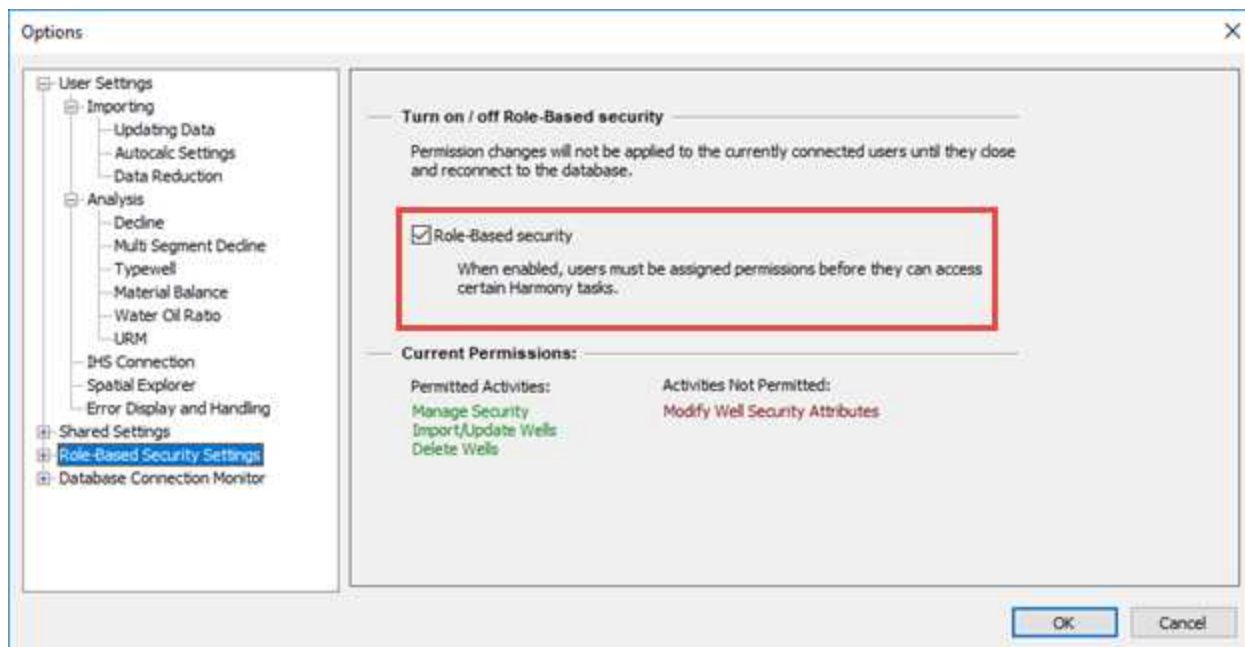 Options
User Settings
Importing
Updating Data
Autocalc Settings
Data Reduction
Analysis
Decline
Multi Segment Decline
Typewell
Material Balance
Water Oil Ratio
URM
IHS Connection
Spatial Explorer
Error Display and Handling
Shared Settings
Role-Based Security Settings
Database Connection Monitor
Turn on / off Role-Based security
Permission changes will not be applied to the currently connected users until they close
and reconnect to the database.
Role-Based security
When enabled, users must be assigned permissions before they can access
certain Harmony tasks.
Current Permissions:
Permitted Activities:
Manage Security
Import/Update Wells
Delete Wells
Activities Not Permitted:
Modify Well Security Attributes
OK
Cancel